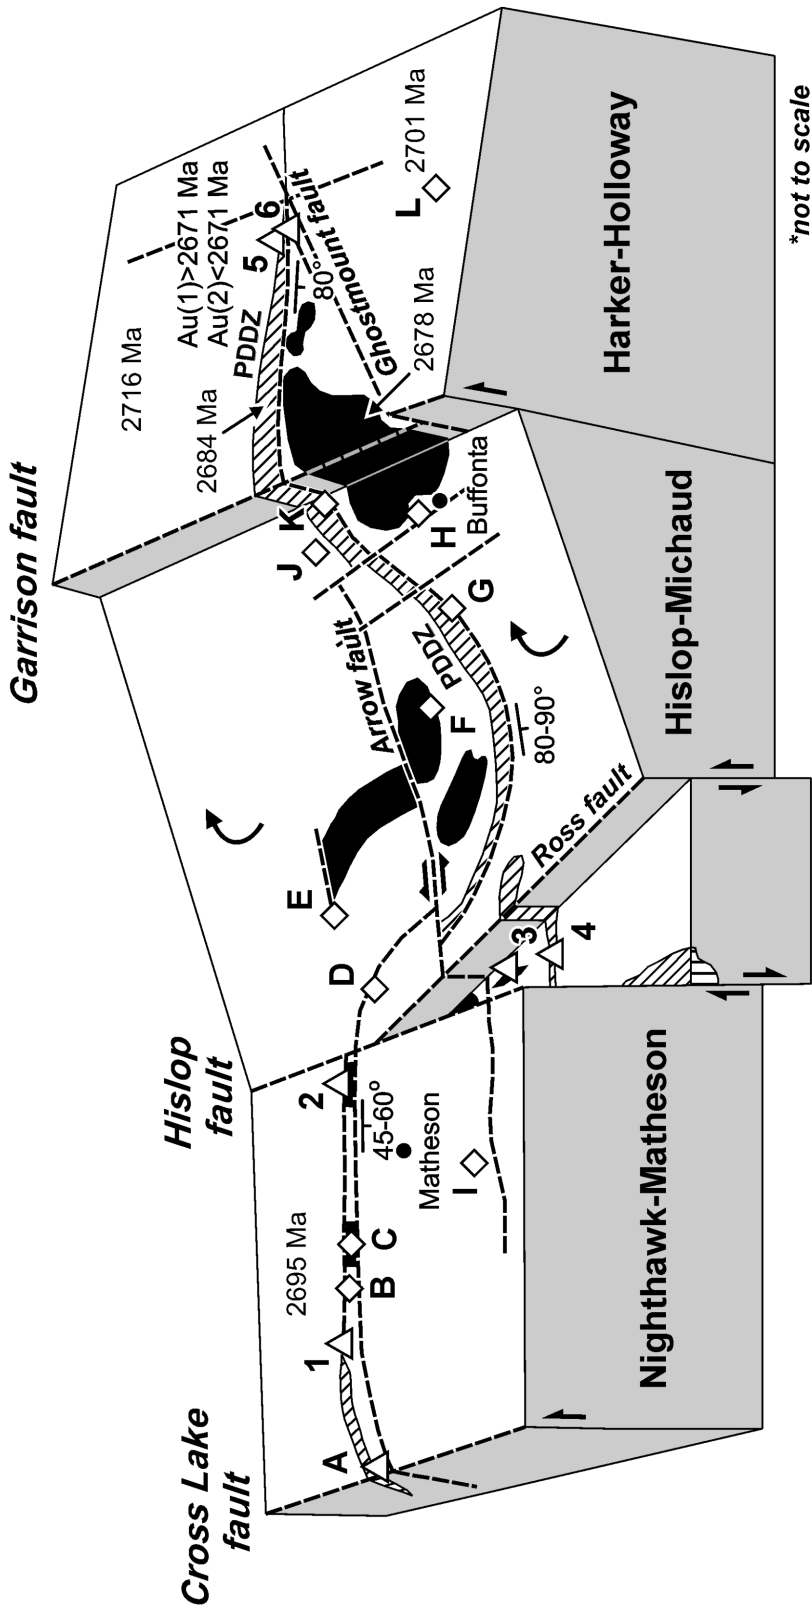 Cross Lake
fault
Hislop
fault
Garrison fault
A
1
B
C
2695 Ma
2
45-60°
Matheson
I
D
E
3
4
Ross fault
Arrow fault
F
PDDZ
80-90°
G
H
Buffonta
J
K
2684 Ma
2716 Ma
PDDZ
Au(1)>2671 Ma
Au(2)<2671 Ma
5
6
80°
Ghostmount fault
2678 Ma
L
2701 Ma
Nighthawk-Matheson
Hislop-Michaud
Harker-Holloway
*not to scale